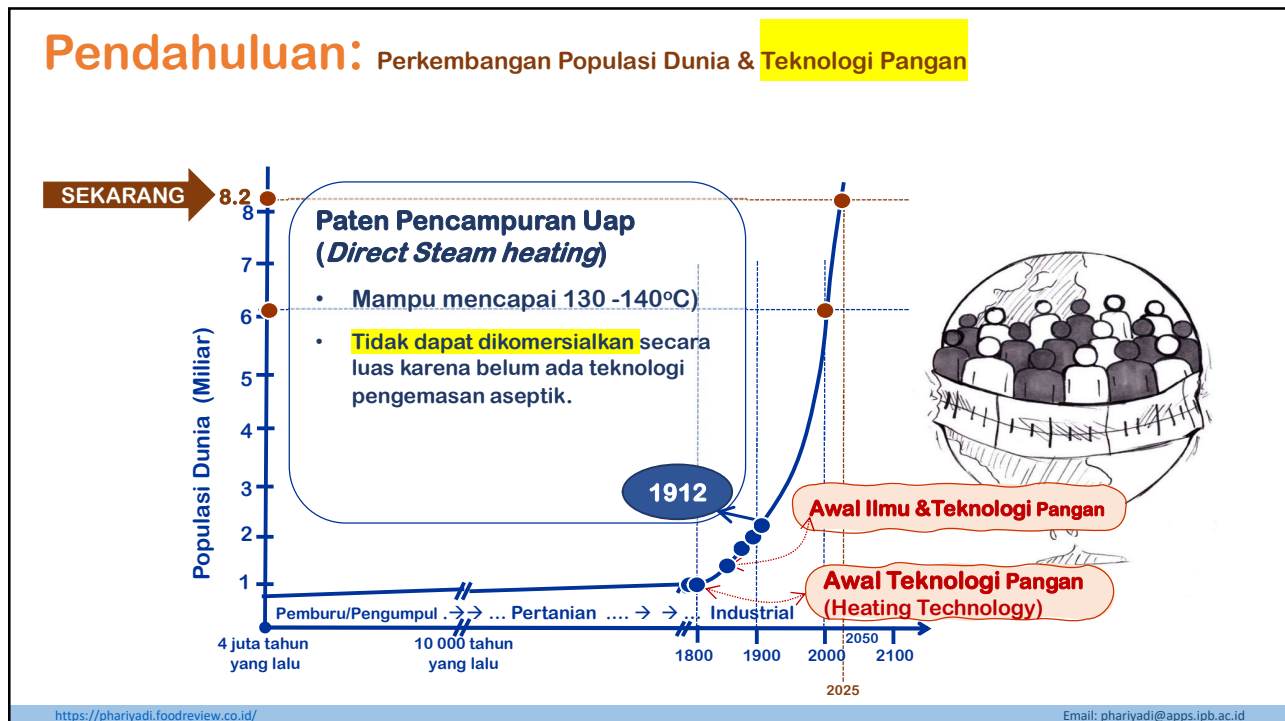 Pendahuluan: Perkembangan Populasi Dunia & Teknologi Pangan
SEKARANG
8.2
8
7
6
5
4
3
2
1
Populasi Dunia (Miliar)
Paten Pencampuran Uap
(Direct Steam heating)
• Mampu mencapai 130 -140°C)
• Tidak dapat dikomersialkan secara
luas karena belum ada teknologi
pengemasan aseptik.
1912
Awal Ilmu &Teknologi Pangan
Awal Teknologi Pangan
(Heating Technology)
Pemburu/Pengumpul .→→ ... Pertanian .... → → ... Industrial
4 juta tahun
yang lalu
10 000 tahun
yang lalu
1800
1900
2000
2050
2100
2025
https://phariyadi.foodreview.co.id/
Email: phariyadi@apps.ipb.ac.id